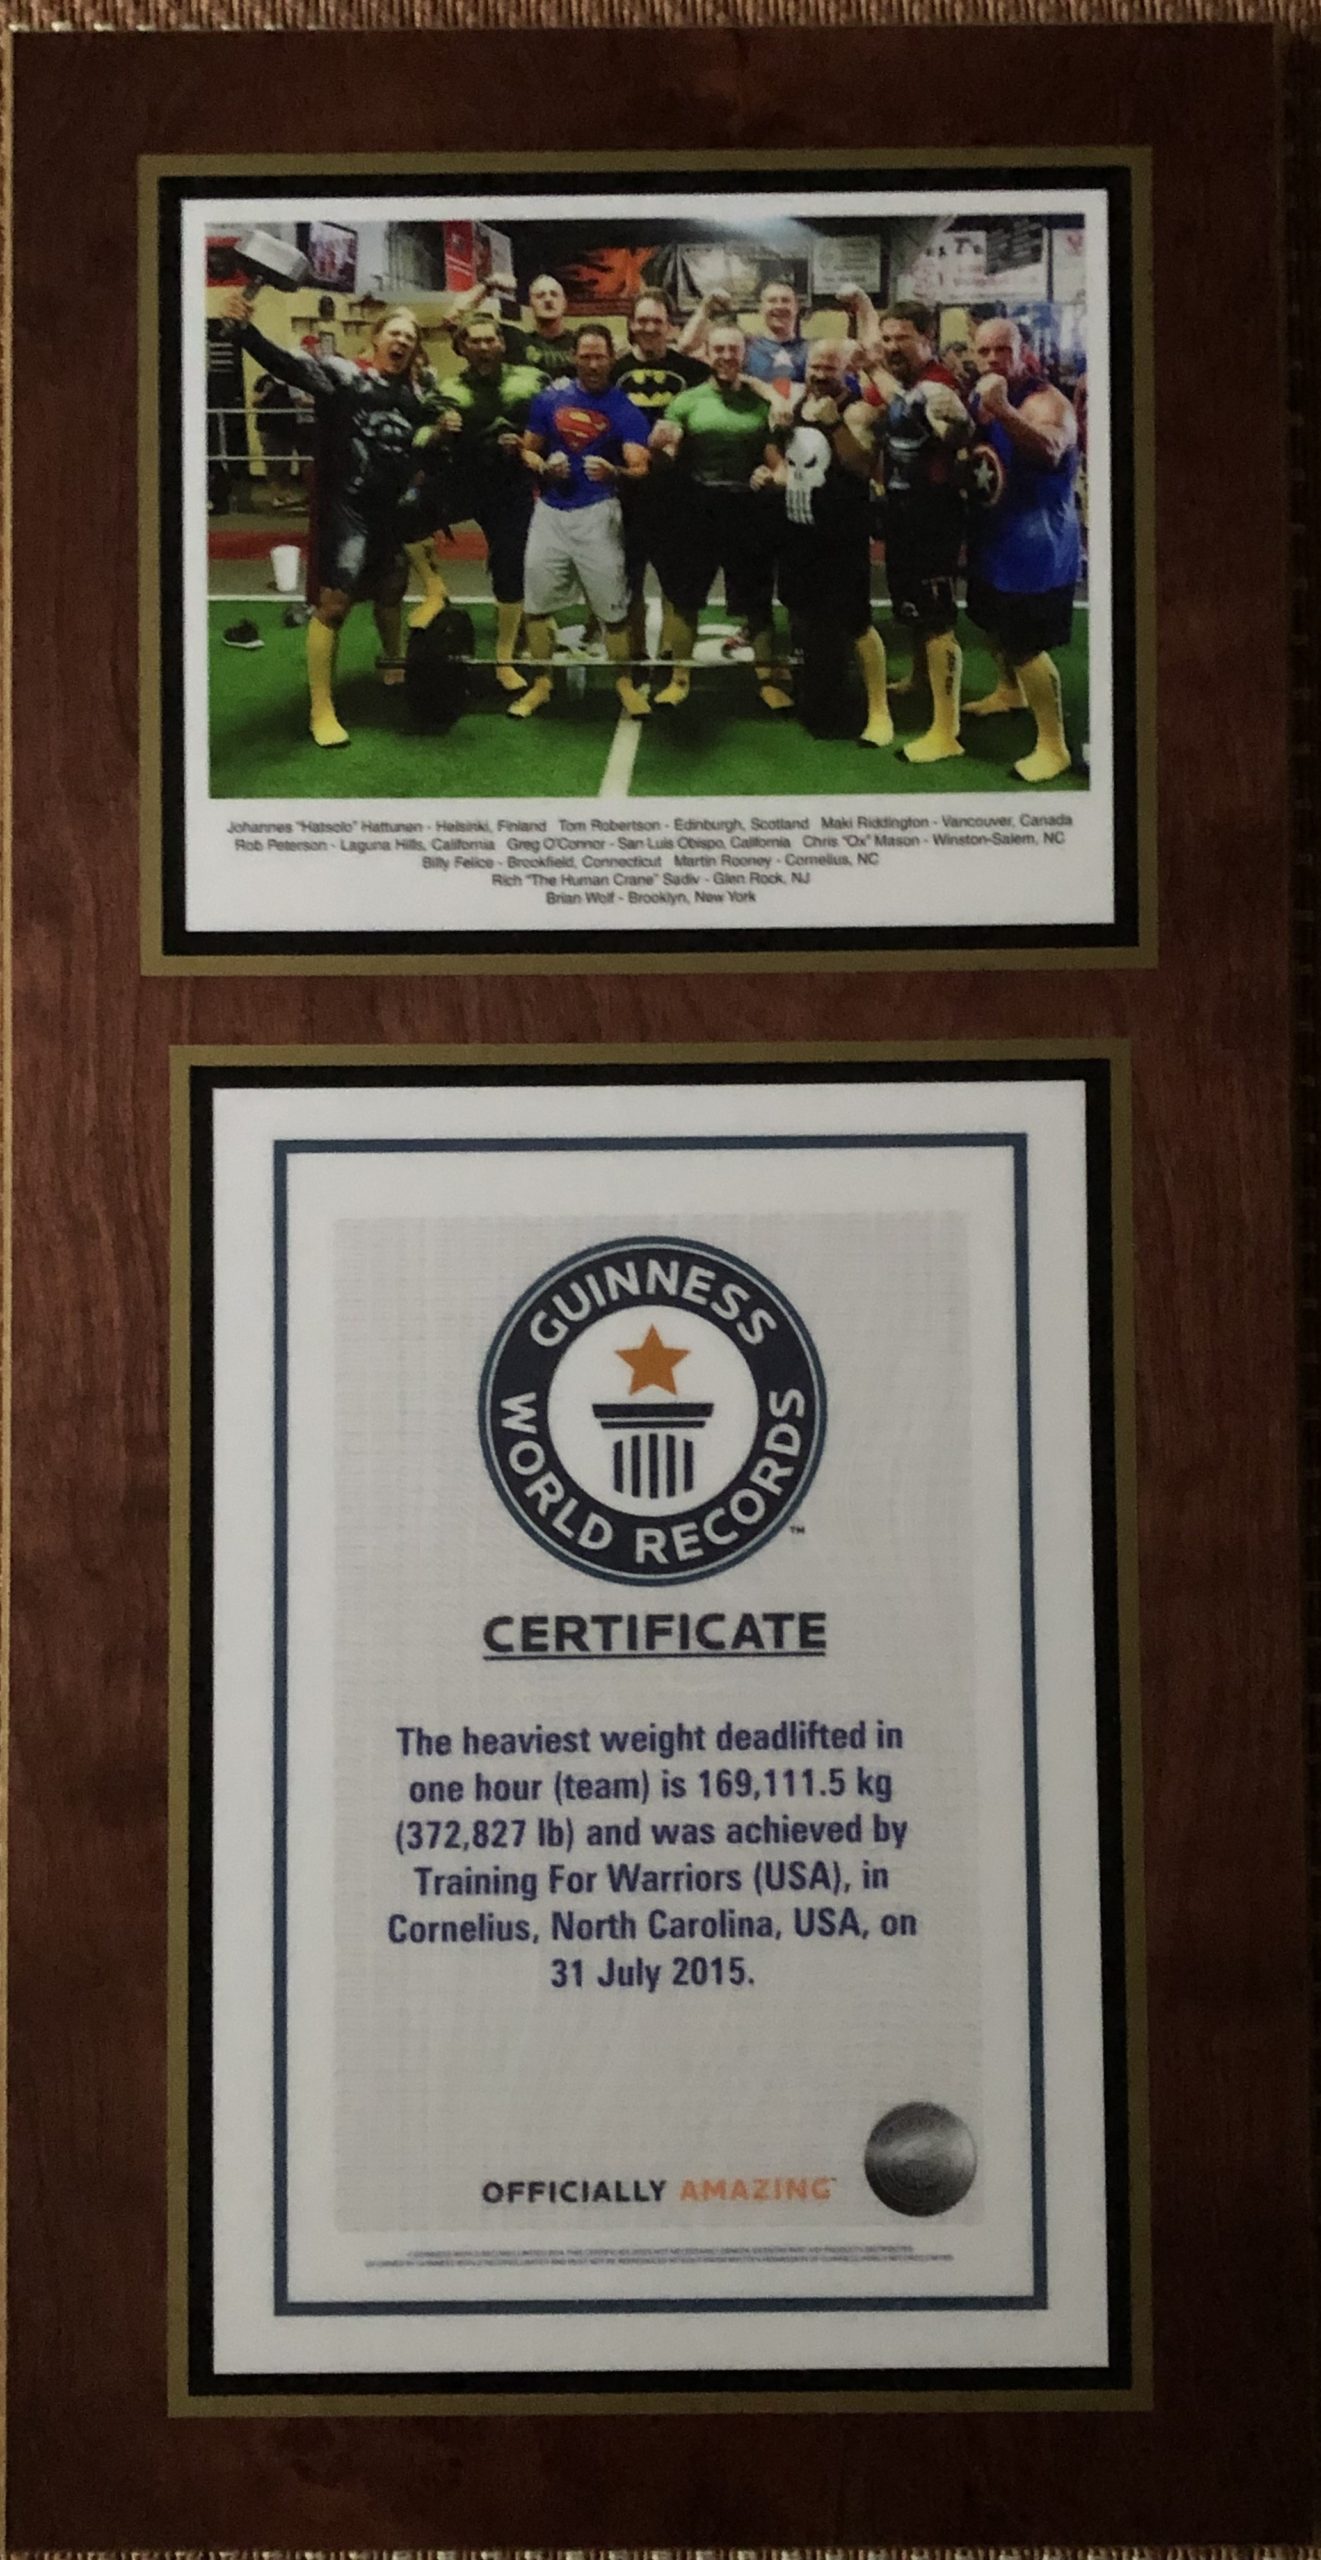 Johannes "Hatsolo" Hattunen - Helsinki, Finland Tom Robertson - Edinburgh, Scotland Maki Riddington - Vancouver, Canada
Rob Peterson - Laguna Hills, California Greg O'Connor - San Luis Obispo, California Chris "Ox" Mason - Winston-Salem, NC
Billy Felice - Brookfield, Connecticut Martin Rooney - Cornelius, NC
Rich "The Human Crane" Sadiv - Glen Rock, NJ
Brian Wolf - Brooklyn, New York
GUINNESS
WORLD RECORDS
™
CERTIFICATE
The heaviest weight deadlifted in
one hour (team) is 169,111.5 kg
(372,827 lb) and was achieved by
Training For Warriors (USA), in
Cornelius, North Carolina, USA, on
31 July 2015.
OFFICIALLY AMAZING